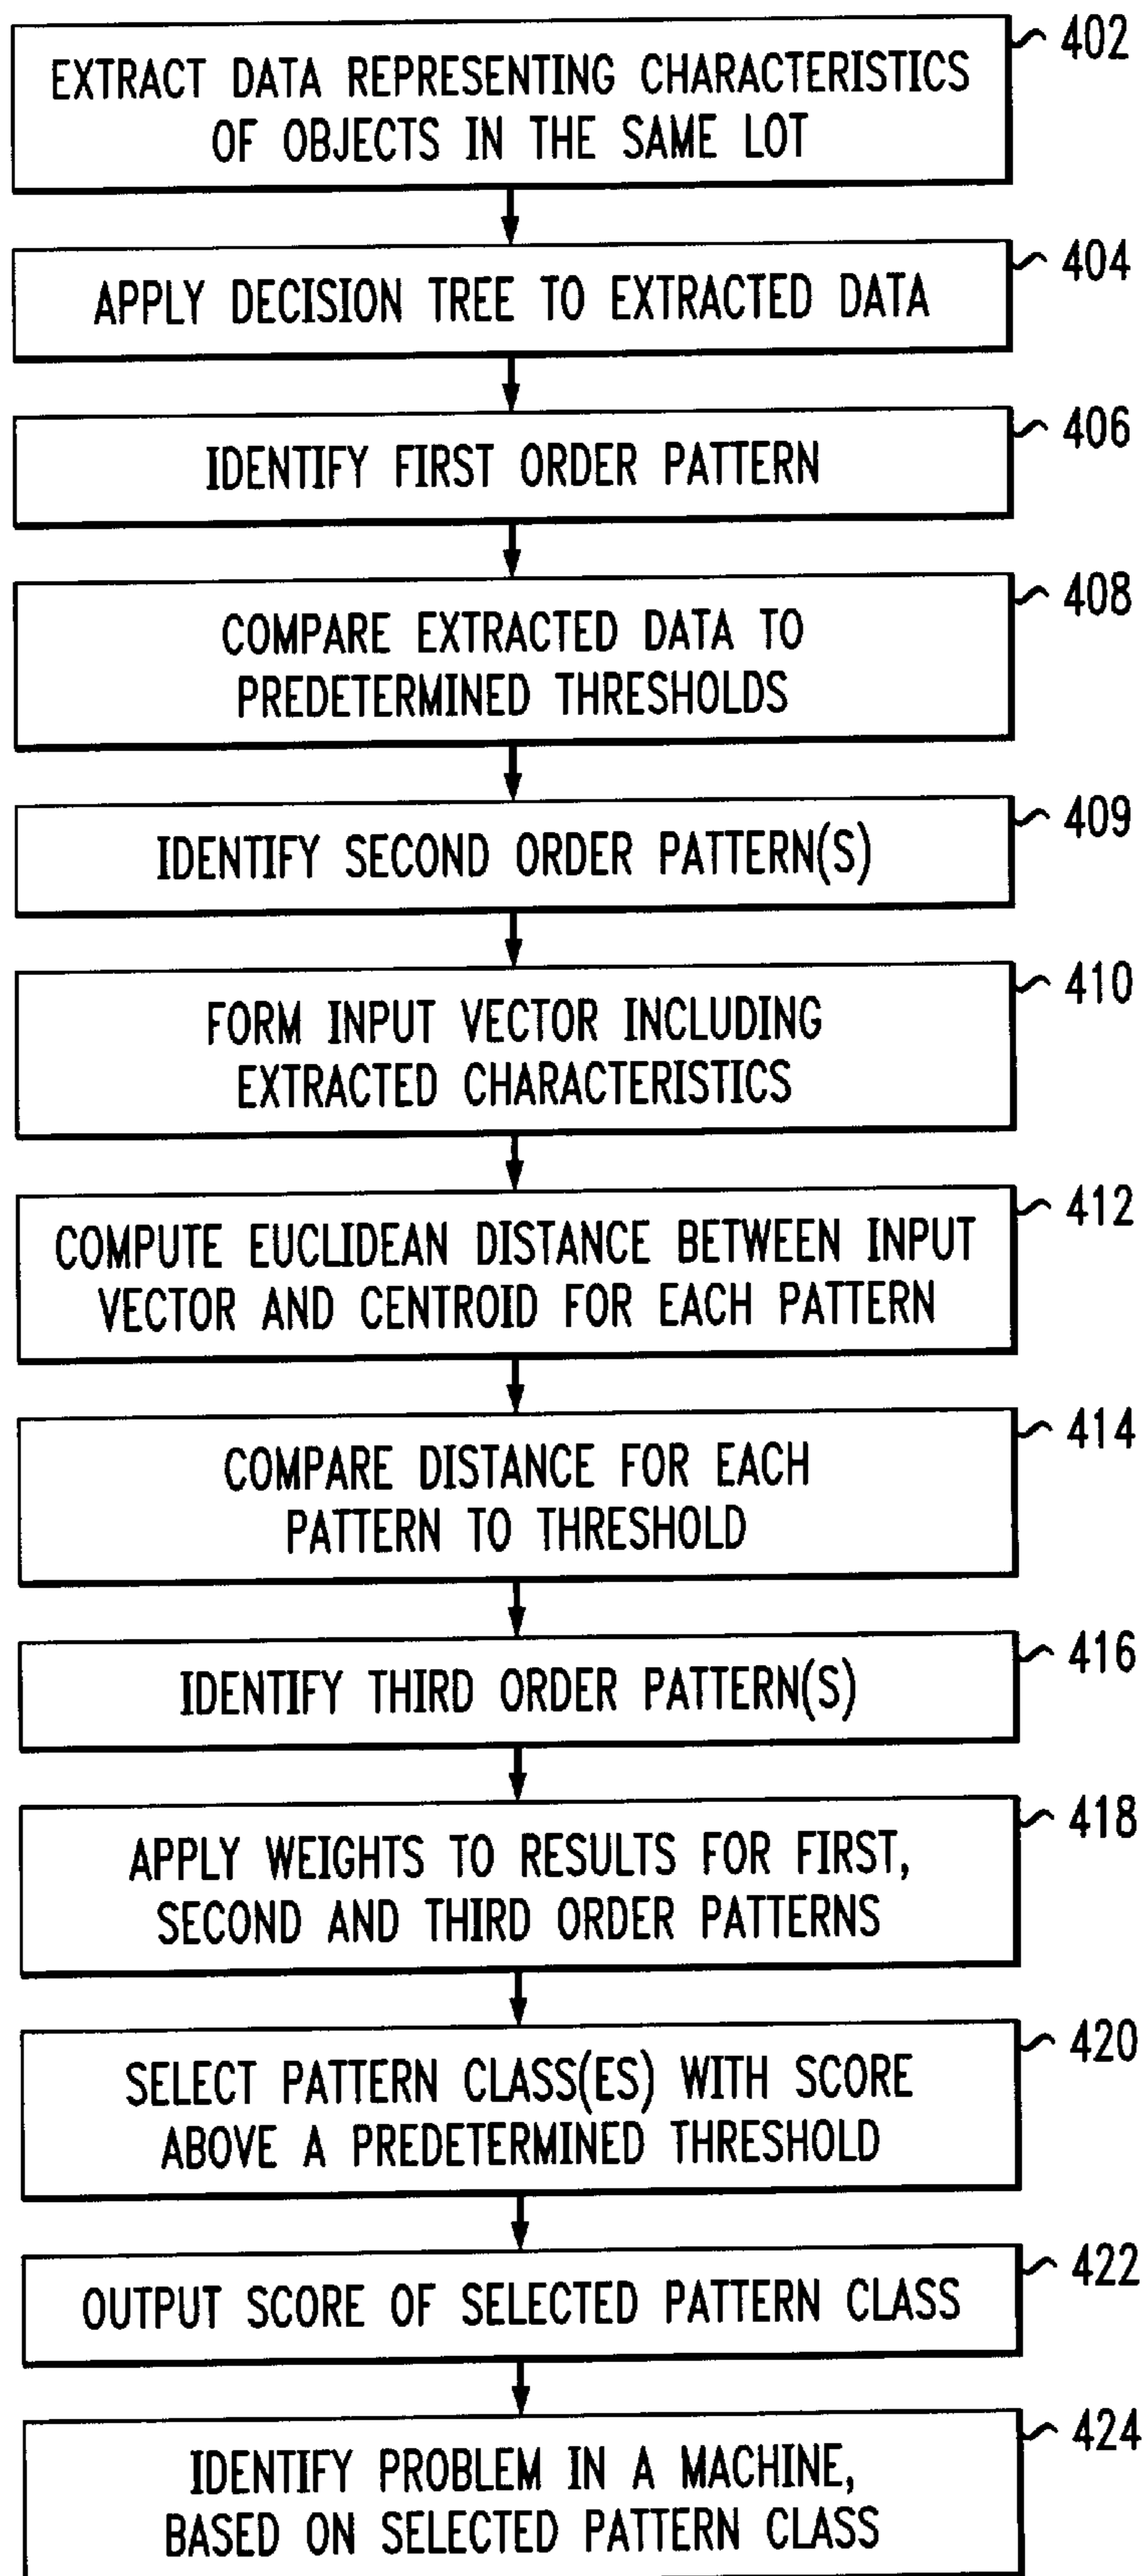 402
EXTRACT DATA REPRESENTING CHARACTERISTICS
OF OBJECTS IN THE SAME LOT
404
APPLY DECISION TREE TO EXTRACTED DATA
406
IDENTIFY FIRST ORDER PATTERN
408
COMPARE EXTRACTED DATA TO
PREDETERMINED THRESHOLDS
409
IDENTIFY SECOND ORDER PATTERN(S)
410
FORM INPUT VECTOR INCLUDING
EXTRACTED CHARACTERISTICS
412
COMPUTE EUCLIDEAN DISTANCE BETWEEN INPUT
VECTOR AND CENTROID FOR EACH PATTERN
414
COMPARE DISTANCE FOR EACH
PATTERN TO THRESHOLD
416
IDENTIFY THIRD ORDER PATTERN(S)
418
APPLY WEIGHTS TO RESULTS FOR FIRST,
SECOND AND THIRD ORDER PATTERNS
420
SELECT PATTERN CLASS(ES) WITH SCORE
ABOVE A PREDETERMINED THRESHOLD
422
OUTPUT SCORE OF SELECTED PATTERN CLASS
424
IDENTIFY PROBLEM IN A MACHINE,
BASED ON SELECTED PATTERN CLASS